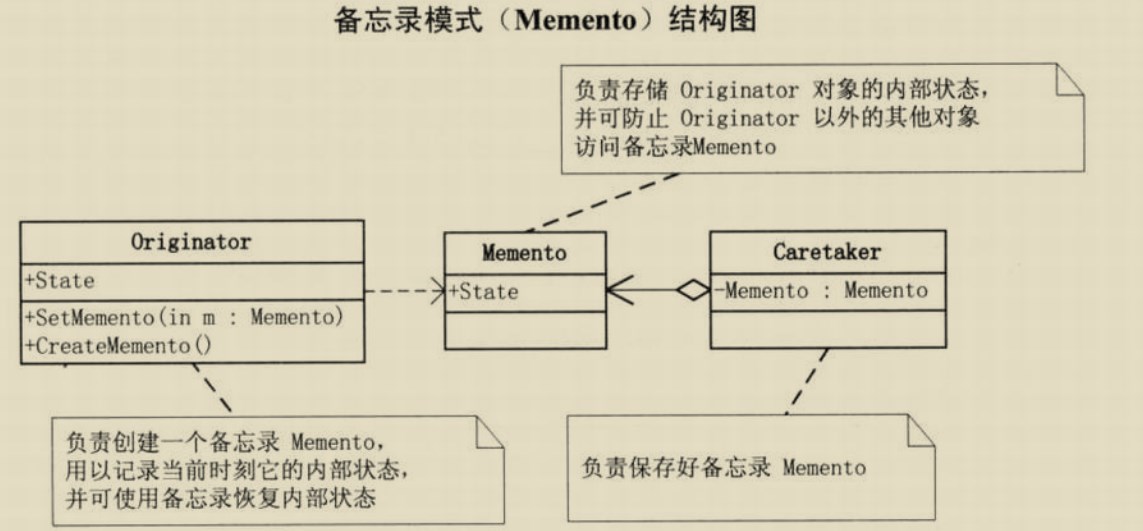 备忘录模式（Memento）结构图
负责存储 Originator 对象的内部状态，
并可防止 Originator 以外的其他对象
访问备忘录Memento
Originator
+State
+SetMemento(in m : Memento)
+CreateMemento()
Memento
+State
Caretaker
-Memento : Memento
负责创建一个备忘录 Memento，
用以记录当前时刻它的内部状态，
并可使用备忘录恢复内部状态
负责保存好备忘录 Memento